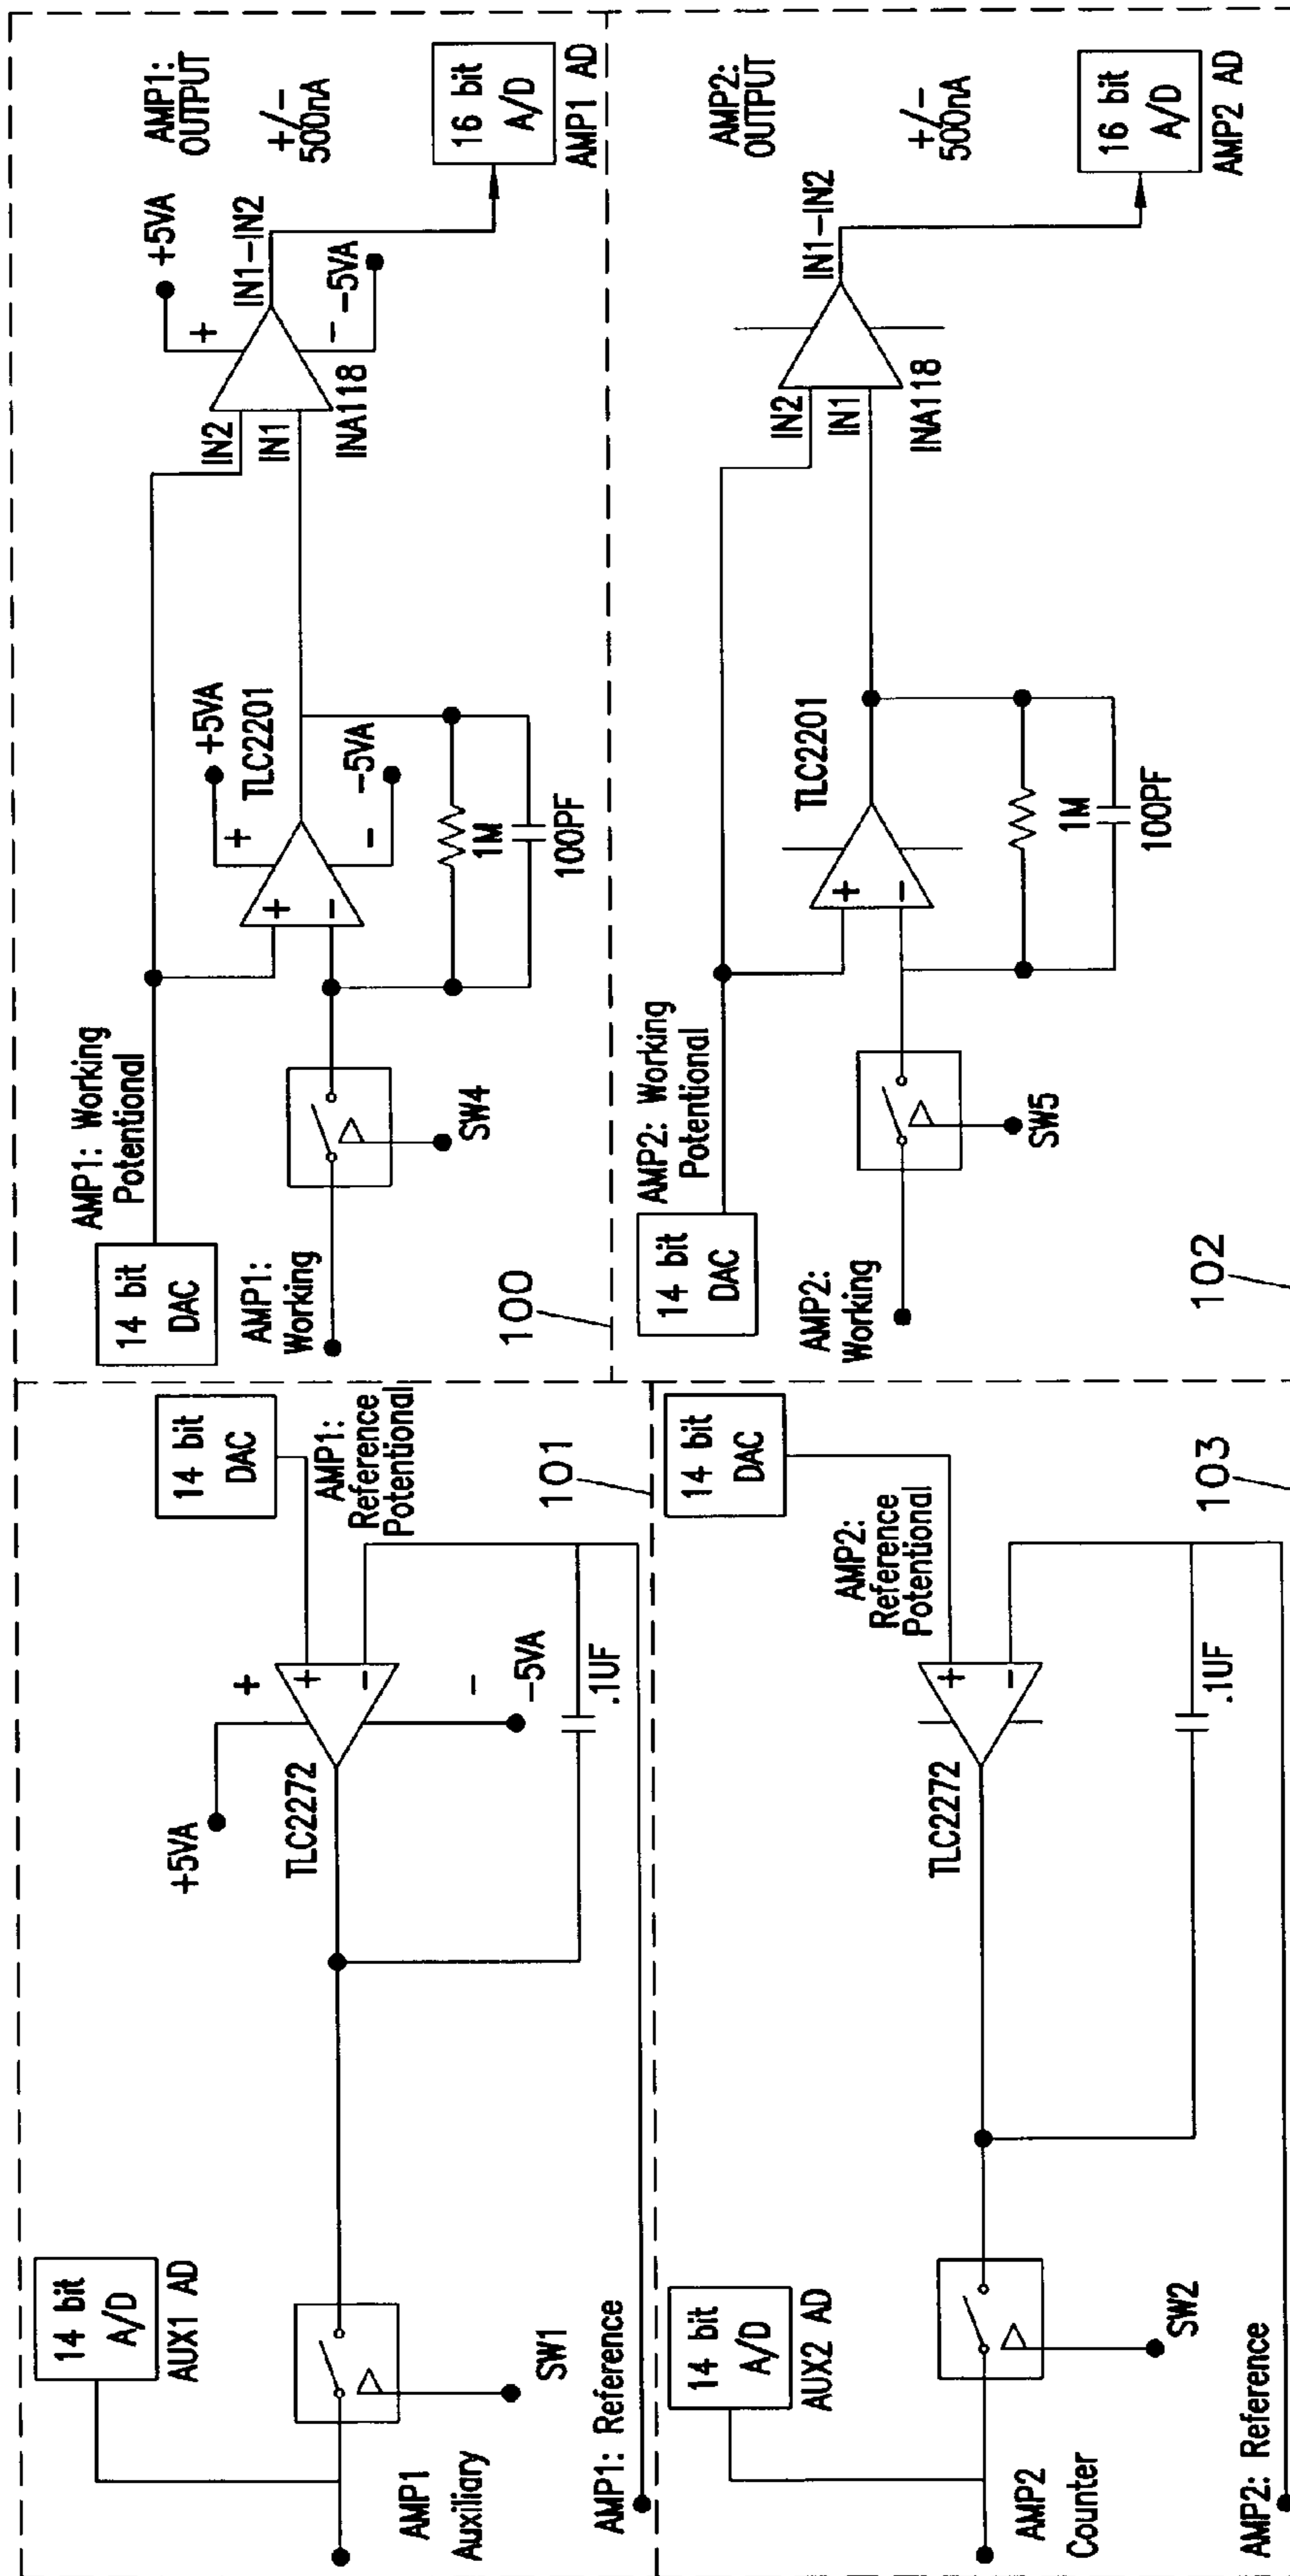 14 bit
A/D
AUX1 AD
AMP1
Auxiliary
SW1
AMP1: Reference
+5VA
TLC2272
+
+
−
−
−5VA
.1UF
14 bit
DAC
AMP1:
Reference
Potentional
101
14 bit
DAC
AMP1: Working
Potentional
AMP1:
Working
SW4
100
+5VA
TLC2201
+
+
−
−
−5VA
1M
100PF
IN2
IN1
INA118
+
+5VA
IN1−IN2
−
−5VA
AMP1:
OUTPUT
+/−
500nA
16 bit
A/D
AMP1 AD
14 bit
A/D
AUX2 AD
AMP2
Counter
SW2
AMP2: Reference
TLC2272
+
−
.1UF
AMP2:
Reference
Potentional
14 bit
DAC
103
14 bit
DAC
AMP2: Working
Potentional
AMP2:
Working
SW5
102
TLC2201
+
−
1M
100PF
IN2
IN1
INA118
IN1−IN2
AMP2:
OUTPUT
+/−
500nA
16 bit
A/D
AMP2 AD